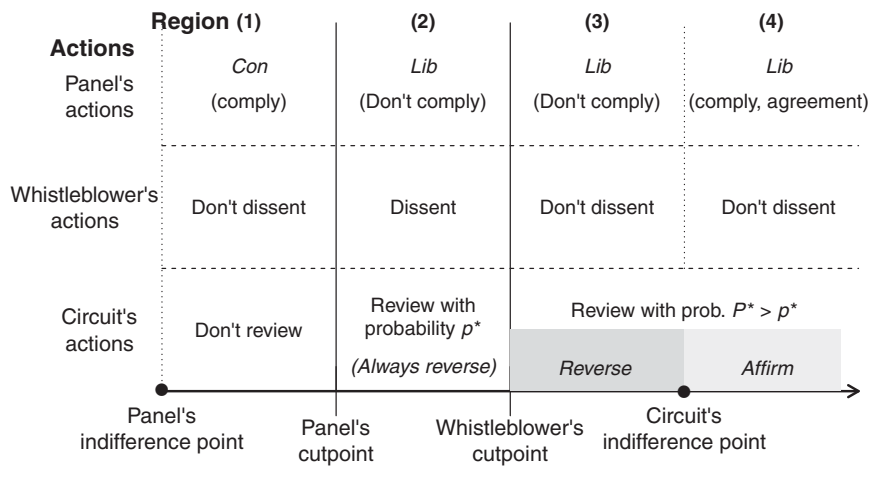 Region (1) (2) (3) (4)
Actions
Panel's
actions
Con
(comply)
Lib
(Don't comply)
Lib
(Don't comply)
Lib
(comply, agreement)
Whistleblower's
actions
Don't dissent
Dissent
Don't dissent
Don't dissent
Circuit's
actions
Don't review
Review with
probability p*
(Always reverse)
Review with prob. P* > p*
Reverse
Affirm
Panel's
indifference point
Panel's
cutpoint
Whistleblower's
cutpoint
Circuit's
indifference point